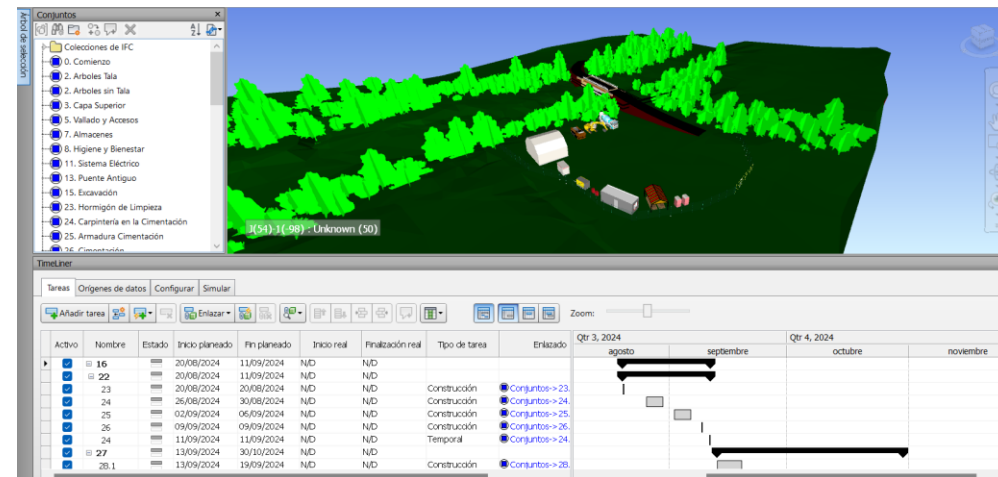 Árbol de selección
Conjuntos
Colecciones de IFC
0. Comienzo
2. Arboles Tala
2. Arboles sin Tala
3. Capa Superior
5. Vallado y Accesos
7. Almacenes
8. Higiene y Bienestar
11. Sistema Eléctrico
13. Puente Antiguo
15. Excavación
23. Hormigón de Limpieza
24. Carpintería en la Cimentación
25. Armadura Cimentación
26. Cimentación
J(54)-1(-98) : Unknown (50)
TimeLiner
Tareas Orígenes de datos Configurar Simular
Añadir tarea Enlazar Zoom:
Activo Nombre Estado Inicio planeado Fin planeado Inicio real Finalización real Tipo de tarea Enlazado Qtr 3, 2024 Qtr 4, 2024
agosto septiembre octubre noviembre
16 20/08/2024 11/09/2024 N/D N/D
22 20/08/2024 11/09/2024 N/D N/D
23 20/08/2024 20/08/2024 N/D N/D Construcción Conjuntos->23.
24 26/08/2024 30/08/2024 N/D N/D Construcción Conjuntos->24.
25 02/09/2024 06/09/2024 N/D N/D Construcción Conjuntos->25.
26 09/09/2024 09/09/2024 N/D N/D Construcción Conjuntos->26.
24 11/09/2024 11/09/2024 N/D N/D Temporal Conjuntos->24.
27 13/09/2024 30/10/2024 N/D N/D
28.1 13/09/2024 19/09/2024 N/D N/D Construcción Conjuntos->28.